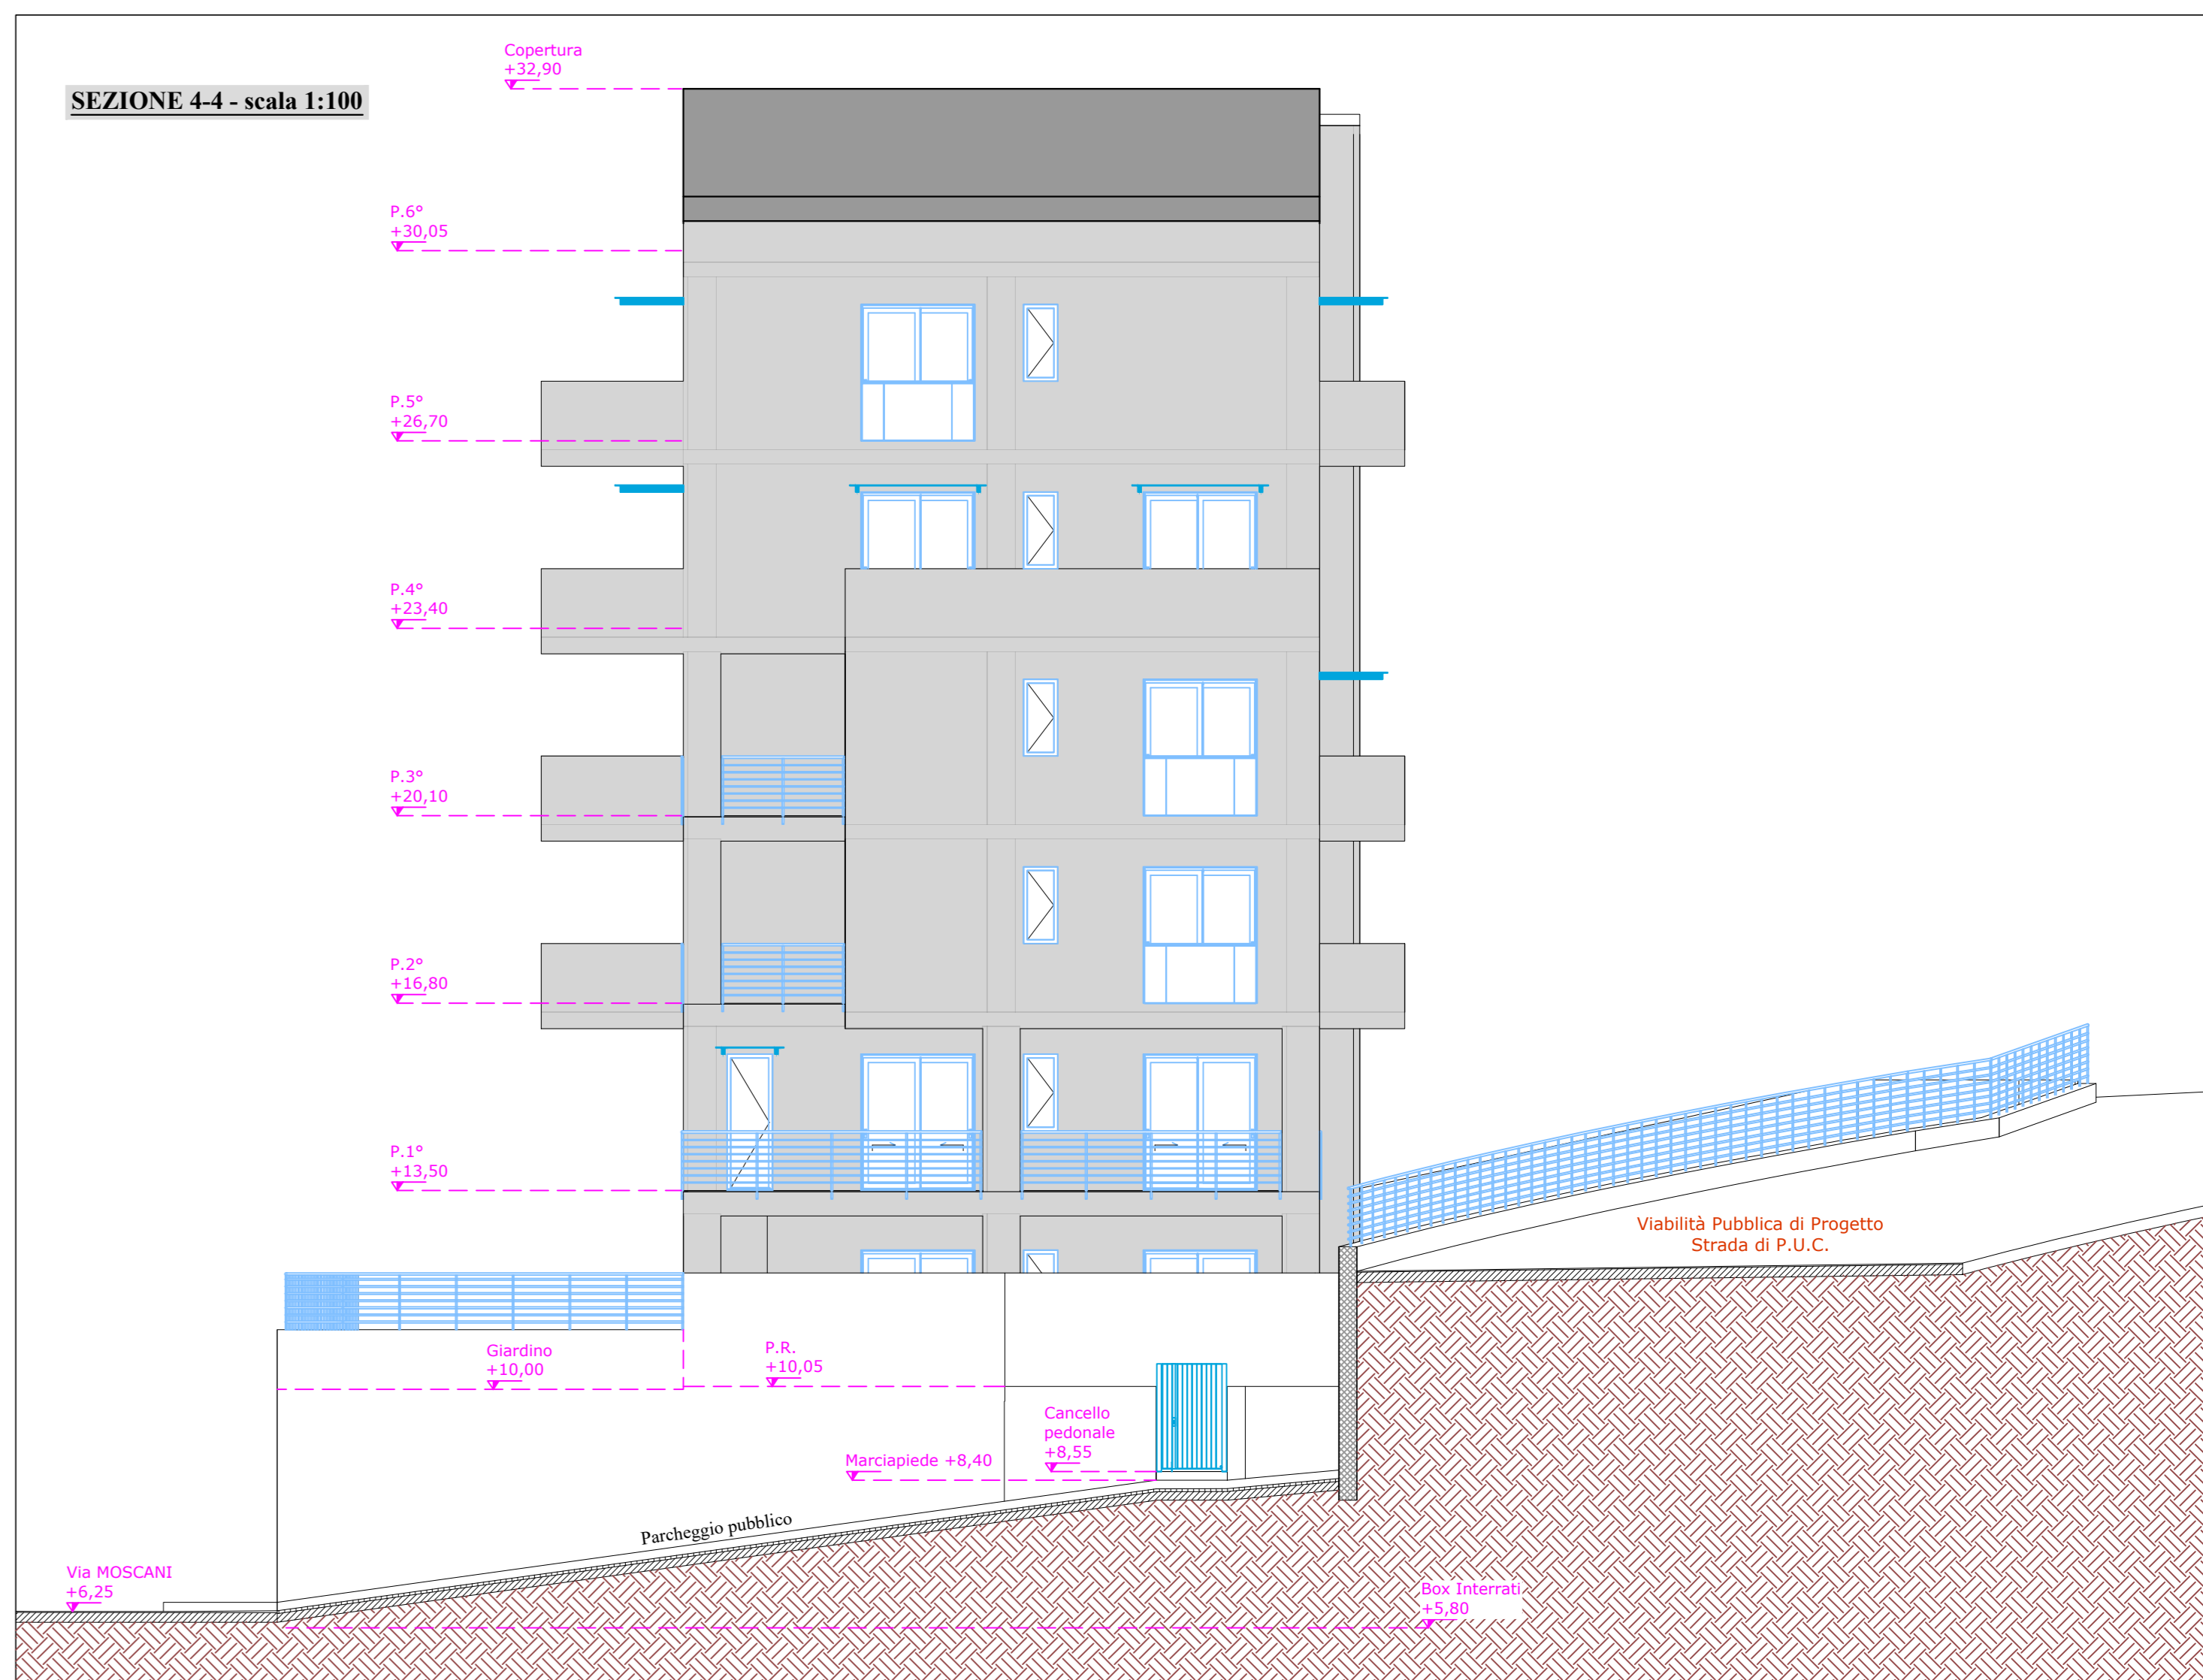 Copertura
+32,90
SEZIONE 4-4 - scala 1:100
P.6°
+30,05
P.5°
+26,70
P.4°
+23,40
P.3°
+20,10
P.2°
+16,80
P.1°
+13,50
Viabilità Pubblica di Progetto
Strada di P.U.C.
Giardino
+10,00
P.R.
+10,05
Cancello
pedonale
+8,55
Marciapiede +8,40
Parcheggio pubblico
Via MOSCANI
+6,25
Box Interrati
+5,80